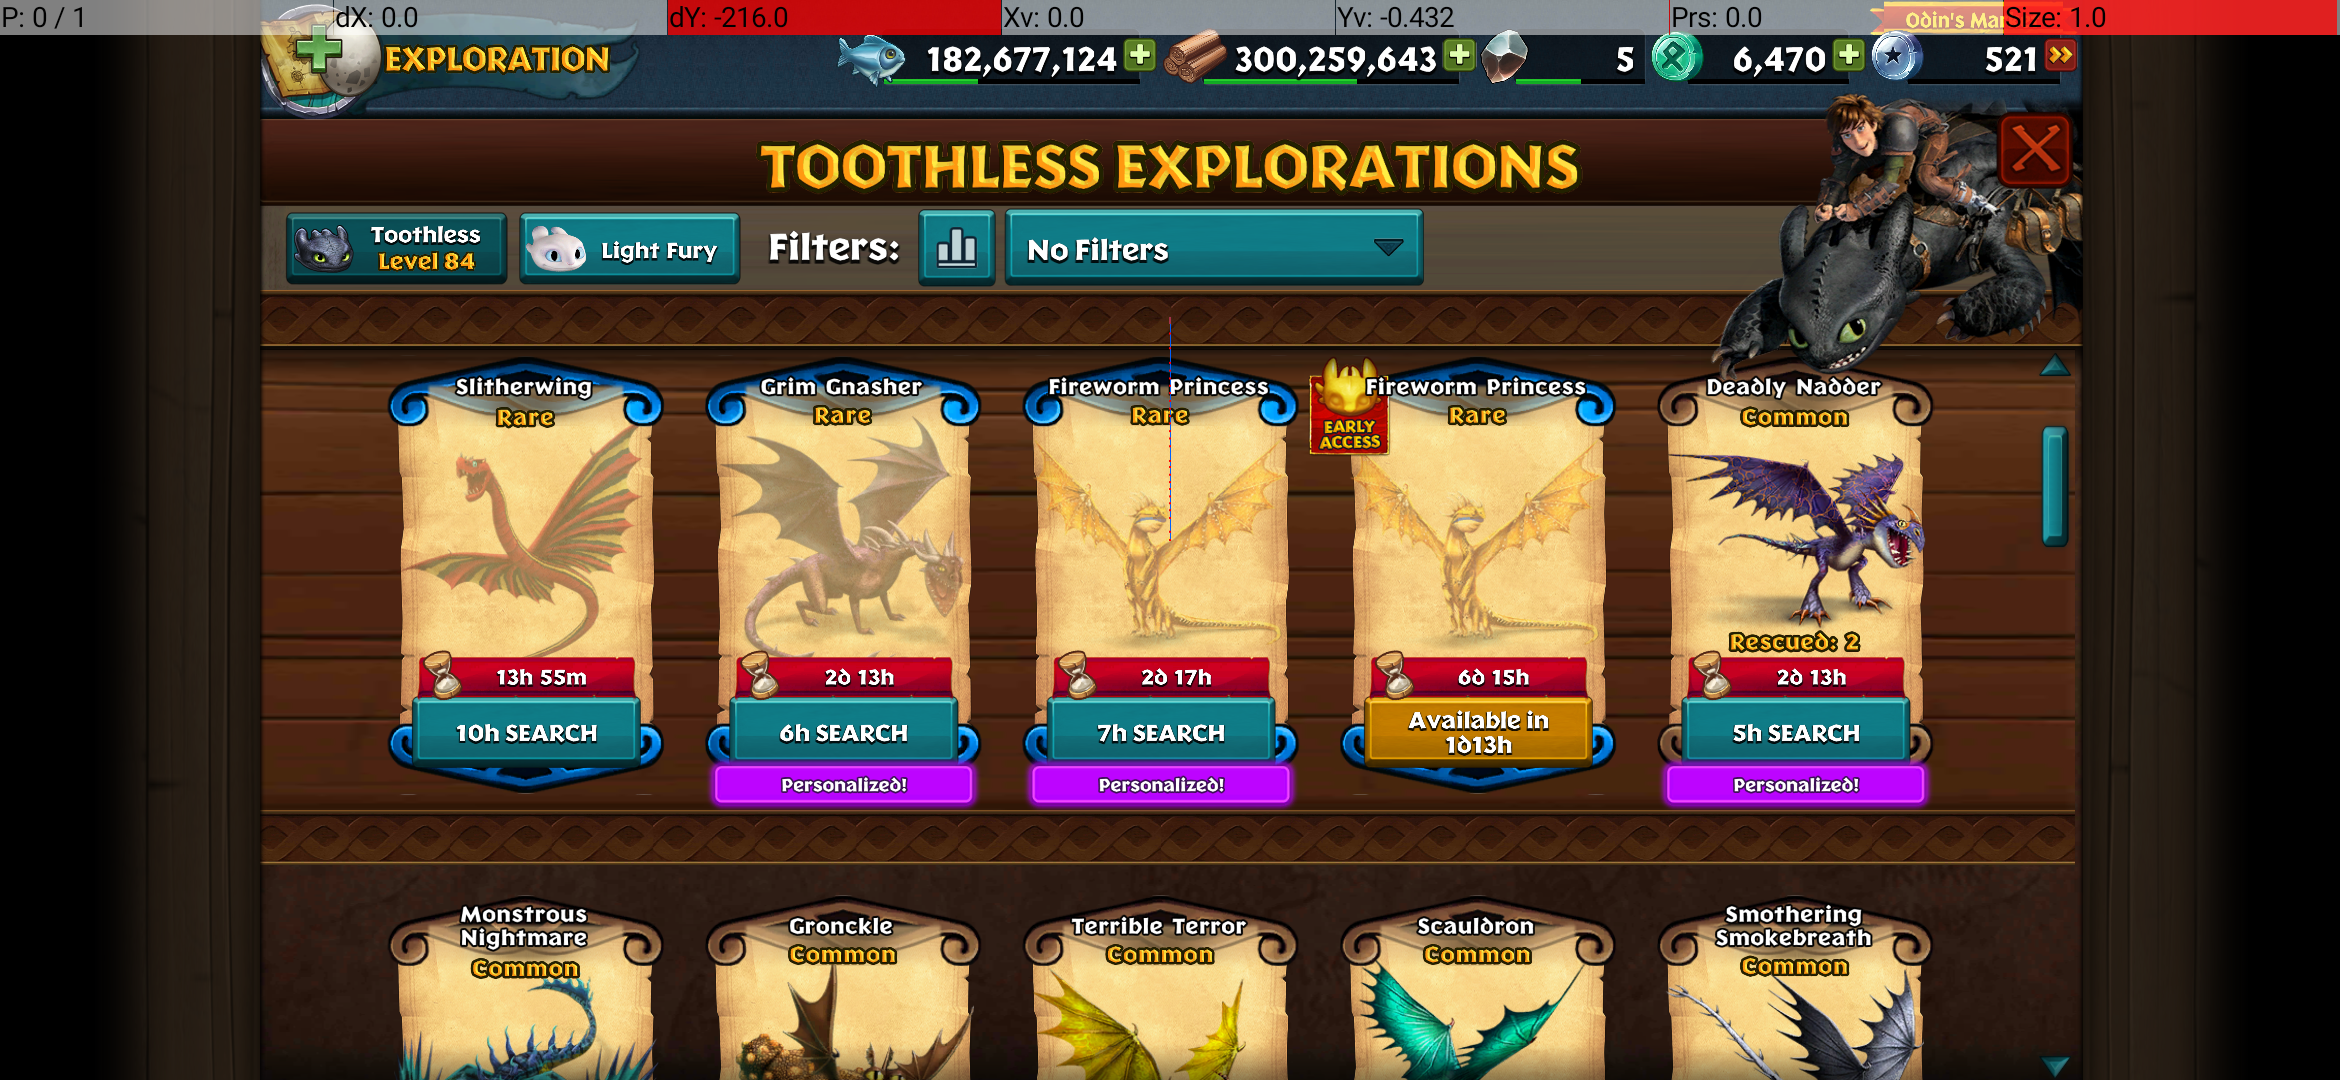 P: 0 / 1
dX: 0.0
dY: -216.0
Xv: 0.0
Yv: -0.432
Prs: 0.0
Size: 1.0
Odin's
EXPLORATION
182,677,124
300,259,643
5
6,470
521
TOOTHLESS EXPLORATIONS
Toothless
Level 84
Light Fury
Filters:
No Filters
Slitherwing
Rare
13h 55m
10h SEARCH
Grim Gnasher
Rare
2d 13h
6h SEARCH
Personalized!
Fireworm Princess
Rare
2d 17h
7h SEARCH
Personalized!
EARLY
ACCESS
Fireworm Princess
Rare
6d 15h
Available in
1d13h
Deadly Nadder
Common
Rescued: 2
2d 13h
5h SEARCH
Personalized!
Monstrous
Nightmare
Common
Gronckle
Common
Terrible Terror
Common
Scauldron
Common
Smothering
Smokebreath
Common